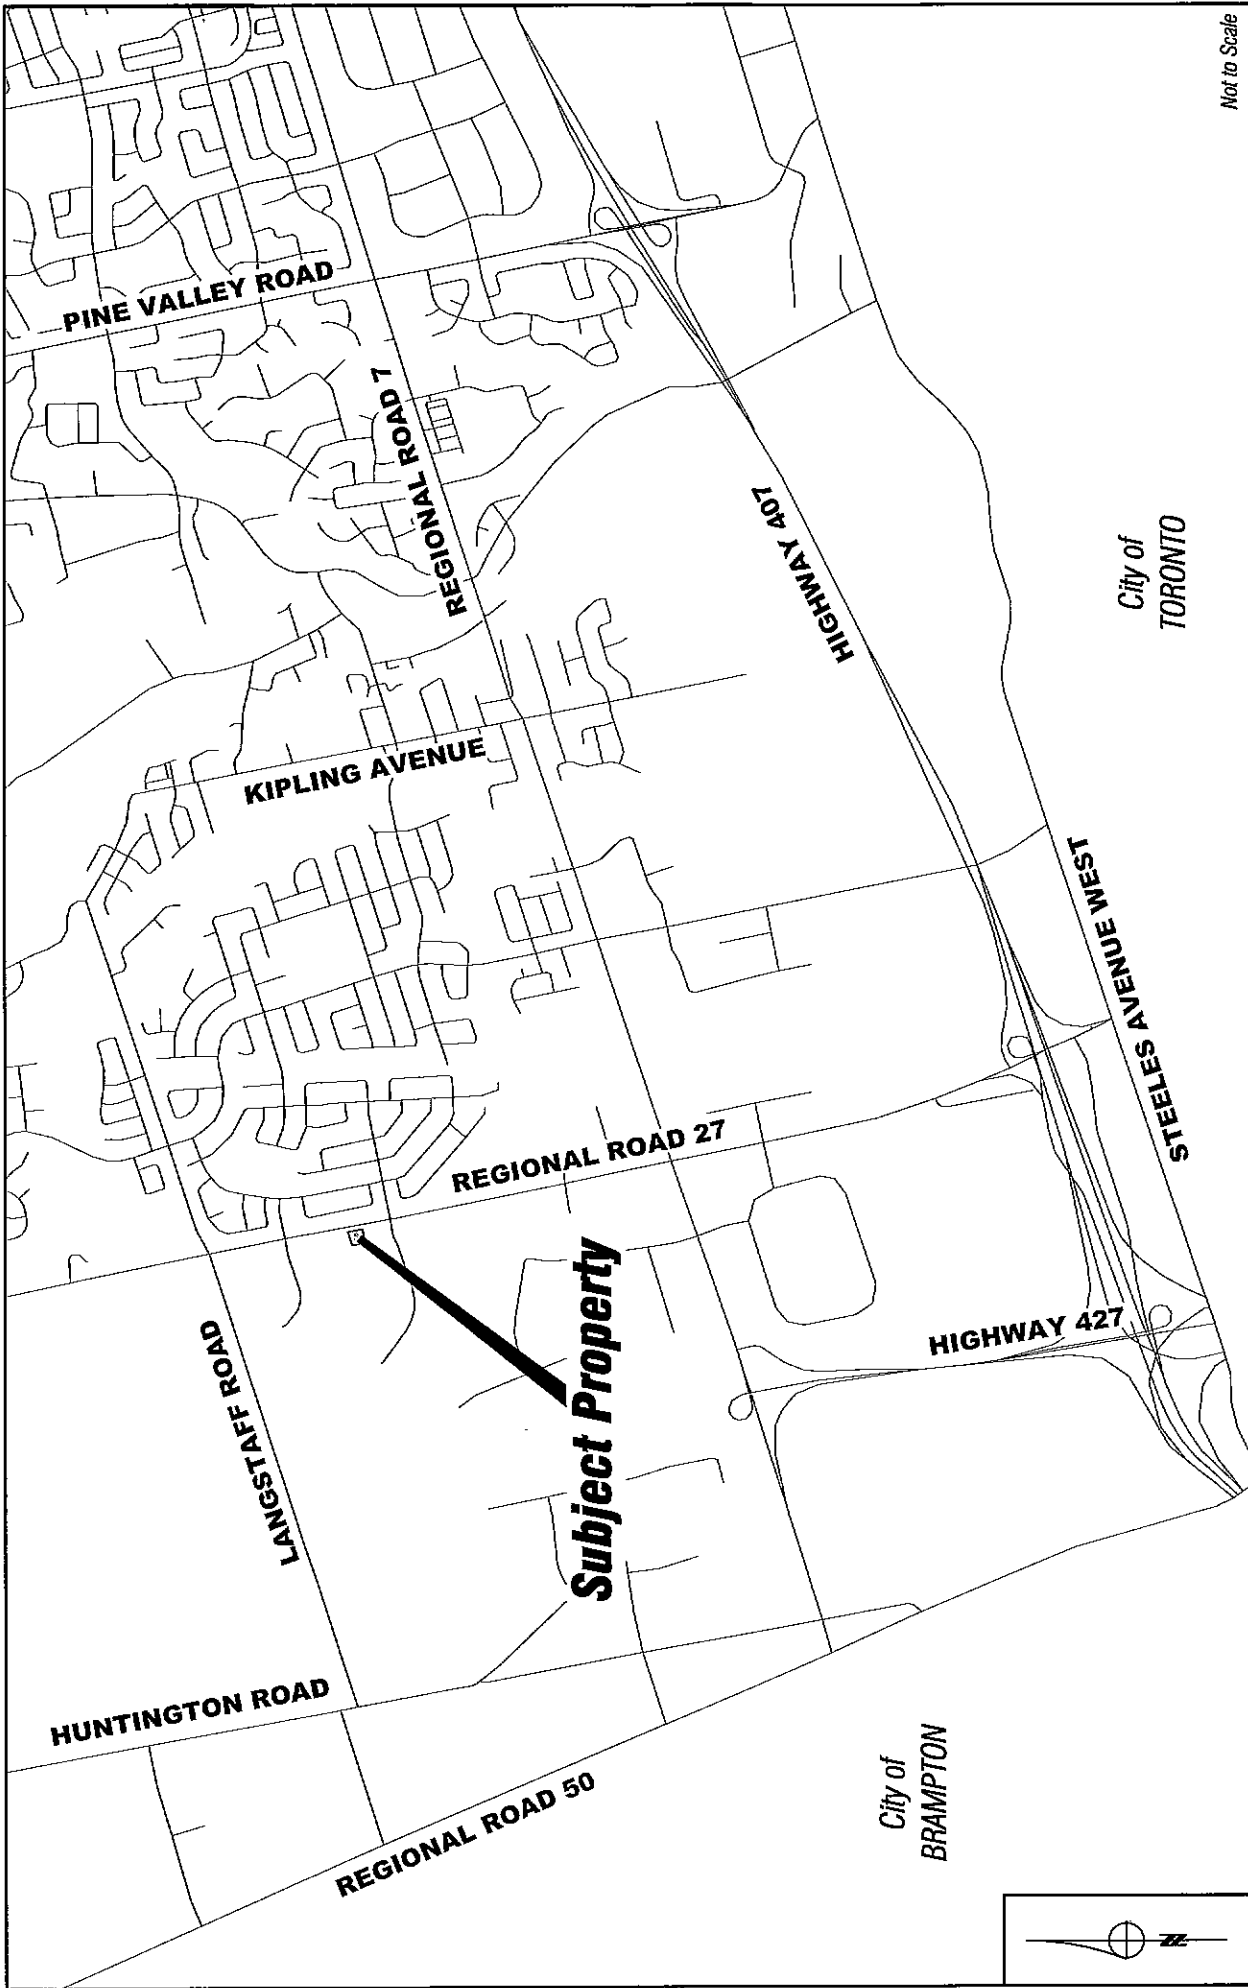 Not to Scale
PINE VALLEY ROAD
REGIONAL ROAD 7
HIGHWAY 407
City of
TORONTO
KIPLING AVENUE
STEELES AVENUE WEST
REGIONAL ROAD 27
HIGHWAY 427
LANGSTAFF ROAD
Subject Property
HUNTINGTON ROAD
REGIONAL ROAD 50
City of
BRAMPTON
N